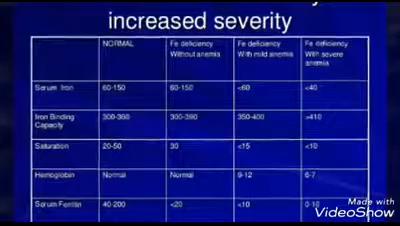 increased severity
NORMAL
Fe deficiency
Without anemia
Fe deficiency
With mild anemia
Fe deficiency
With severe
anemia
Serum Iron
60-150
60-150
<60
<40
Iron Binding
Capacity
300-360
300-390
350-400
>410
Saturation
20-50
30
<15
<10
Hemoglobin
Normal
Normal
9-12
6-7
Serum Ferritin
40-200
<20
<10
0-10
Made with
VideoShow